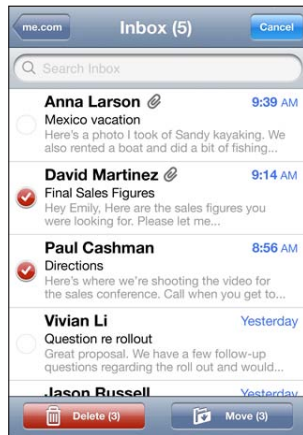 me.com
Inbox (5)
Cancel
Search Inbox
Anna Larson
9:39 AM
Mexico vacation
Here's a photo I took of Sandy kayaking. We
also rented a boat and did a bit of fishing...
David Martinez
9:14 AM
Final Sales Figures
Hey Emily, Here are the sales figures you
were looking for. Please let me...
Paul Cashman
8:56 AM
Directions
Here's where we're shooting the video for
the sales conference. Call when you get to...
Vivian Li
Yesterday
Question re rollout
Great proposal. We have a few follow-up
questions regarding the roll out and would...
Jason Russell
Yesterday
Delete (3)
Move (3)